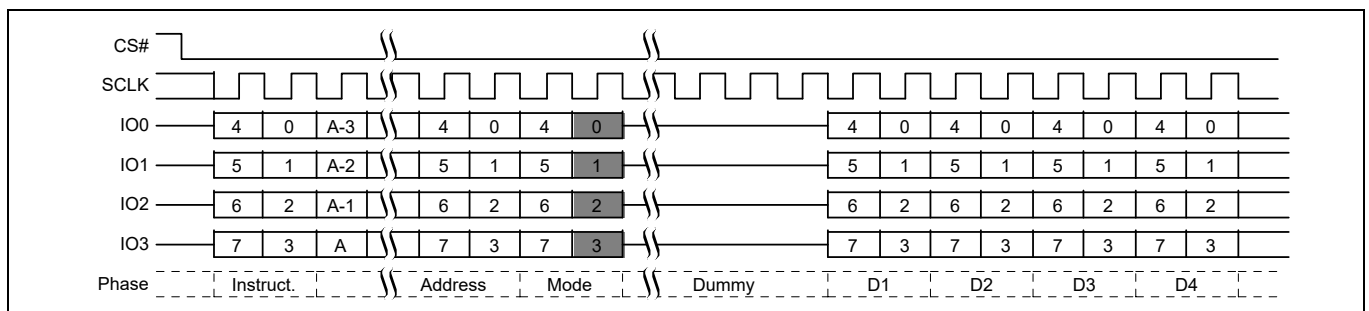 CS#
SCLK
IO0 4 0 A-3 4 0 4 0 4 0 4 0 4 0 4 0
IO1 5 1 A-2 5 1 5 1 5 1 5 1 5 1 5 1
IO2 6 2 A-1 6 2 6 2 6 2 6 2 6 2 6 2
IO3 7 3 A 7 3 7 3 7 3 7 3 7 3 7 3
Phase Instruct. Address Mode Dummy D1 D2 D3 D4